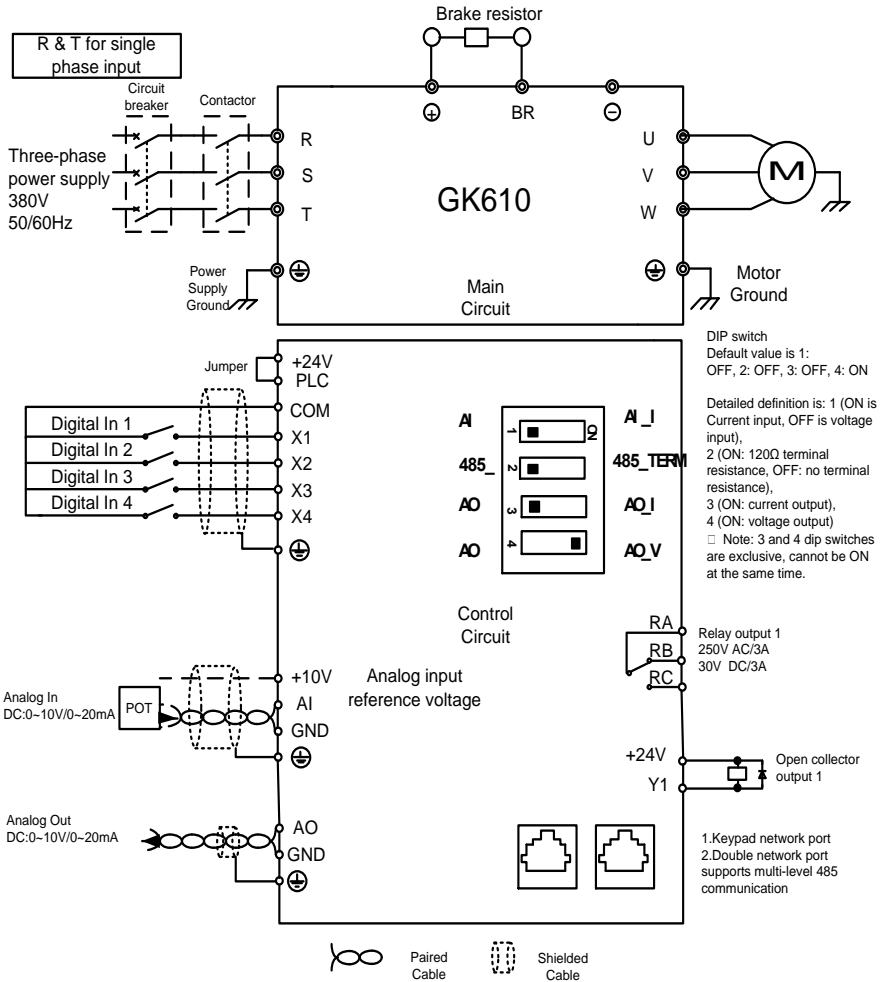 Brake resistor
R & T for single
phase input
Circuit
breaker
Contactor
+
BR
−
R
S
T
Three-phase
power supply
380V
50/60Hz
GK610
U
V
W
M
Power
Supply
Ground
Main
Circuit
Motor
Ground
DIP switch
Default value is 1:
OFF, 2: OFF, 3: OFF, 4: ON
Detailed definition is: 1 (ON is
Current input, OFF is voltage
input),
2 (ON: 120Ω terminal
resistance, OFF: no terminal
resistance),
3 (ON: current output),
4 (ON: voltage output)
□ Note: 3 and 4 dip switches
are exclusive, cannot be ON
at the same time.
Jumper
+24V
PLC
COM
Digital In 1
X1
Digital In 2
X2
Digital In 3
X3
Digital In 4
X4
AI
1
ON
AI_I
485_
2
485_TERM
AO
3
AO_I
AO
4
AO_V
Control
Circuit
RA
RB
RC
Relay output 1
250V AC/3A
30V DC/3A
+10V
Analog input
reference voltage
Analog In
DC:0~10V/0~20mA
POT
AI
GND
+24V
Y1
Open collector
output 1
Analog Out
DC:0~10V/0~20mA
AO
GND
1.Keypad network port
2.Double network port
supports multi-level 485
communication
Paired
Cable
Shielded
Cable